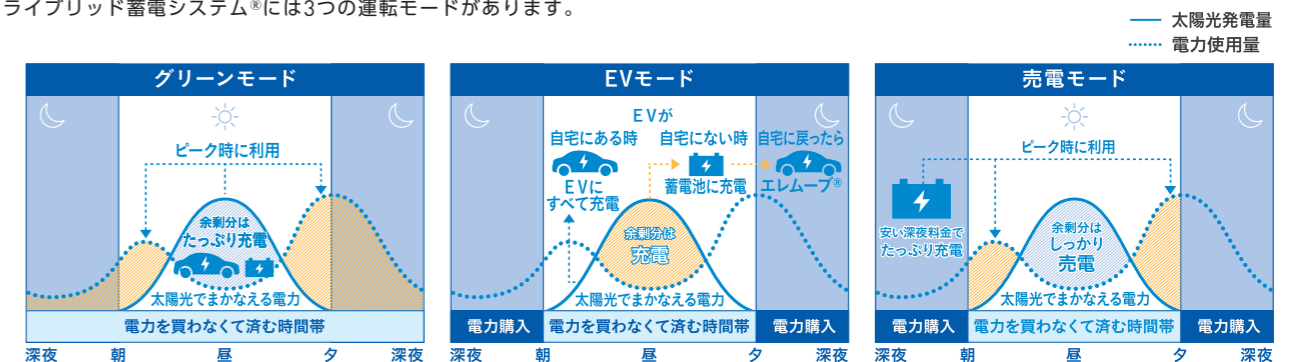 ライブリッド蓄電システム®には3つの運転モードがあります。
太陽光発電量
電力使用量
グリーンモード
ピーク時に利用
余剰分は
たっぷり充電
太陽光でまかなえる電力
電力を買わなくて済む時間帯
深夜 朝 昼 夕 深夜
EVモード
EVが
自宅にある時 自宅にない時 自宅に戻ったら
EVに
すべて充電
蓄電池に充電
エレムーブ®
余剰分は
充電
太陽光でまかなえる電力
電力購入 電力を買わなくて済む時間帯 電力購入
深夜 朝 昼 夕 深夜
売電モード
ピーク時に利用
安い深夜料金で
たっぷり充電
余剰分は
しっかり
売電
太陽光でまかなえる電力
電力購入 電力を買わなくて済む時間帯 電力購入
深夜 朝 昼 夕 深夜